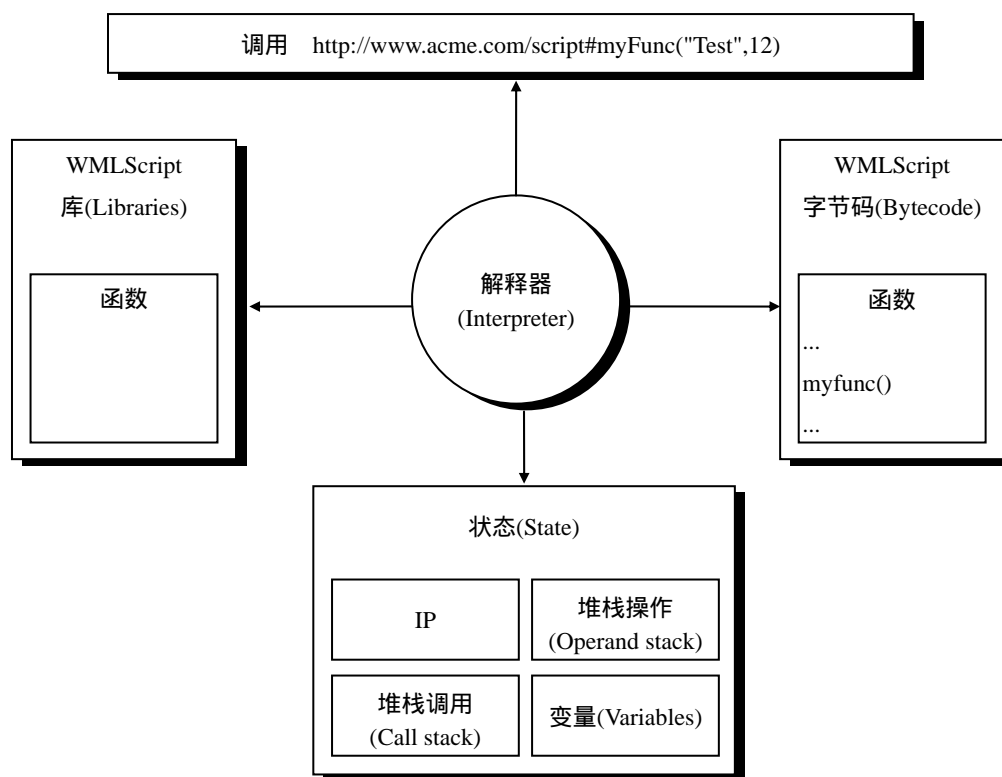 调用 http://www.acme.com/script#myFunc("Test",12)
WMLScript
库(Libraries)
函数
解释器
(Interpreter)
WMLScript
字节码(Bytecode)
函数
...
myfunc()
...
状态(State)
IP
堆栈操作
(Operand stack)
堆栈调用
(Call stack)
变量(Variables)